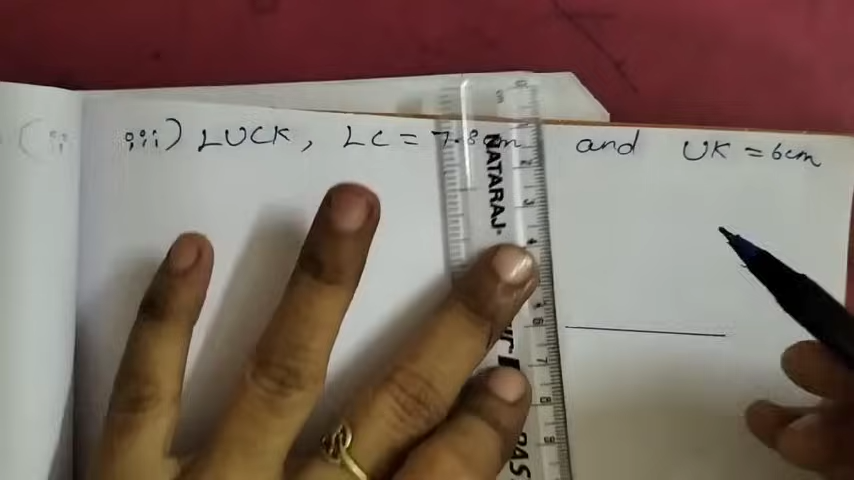 iii) LUCK, LC = 7.8cm and UK = 6cm
NATARAJ